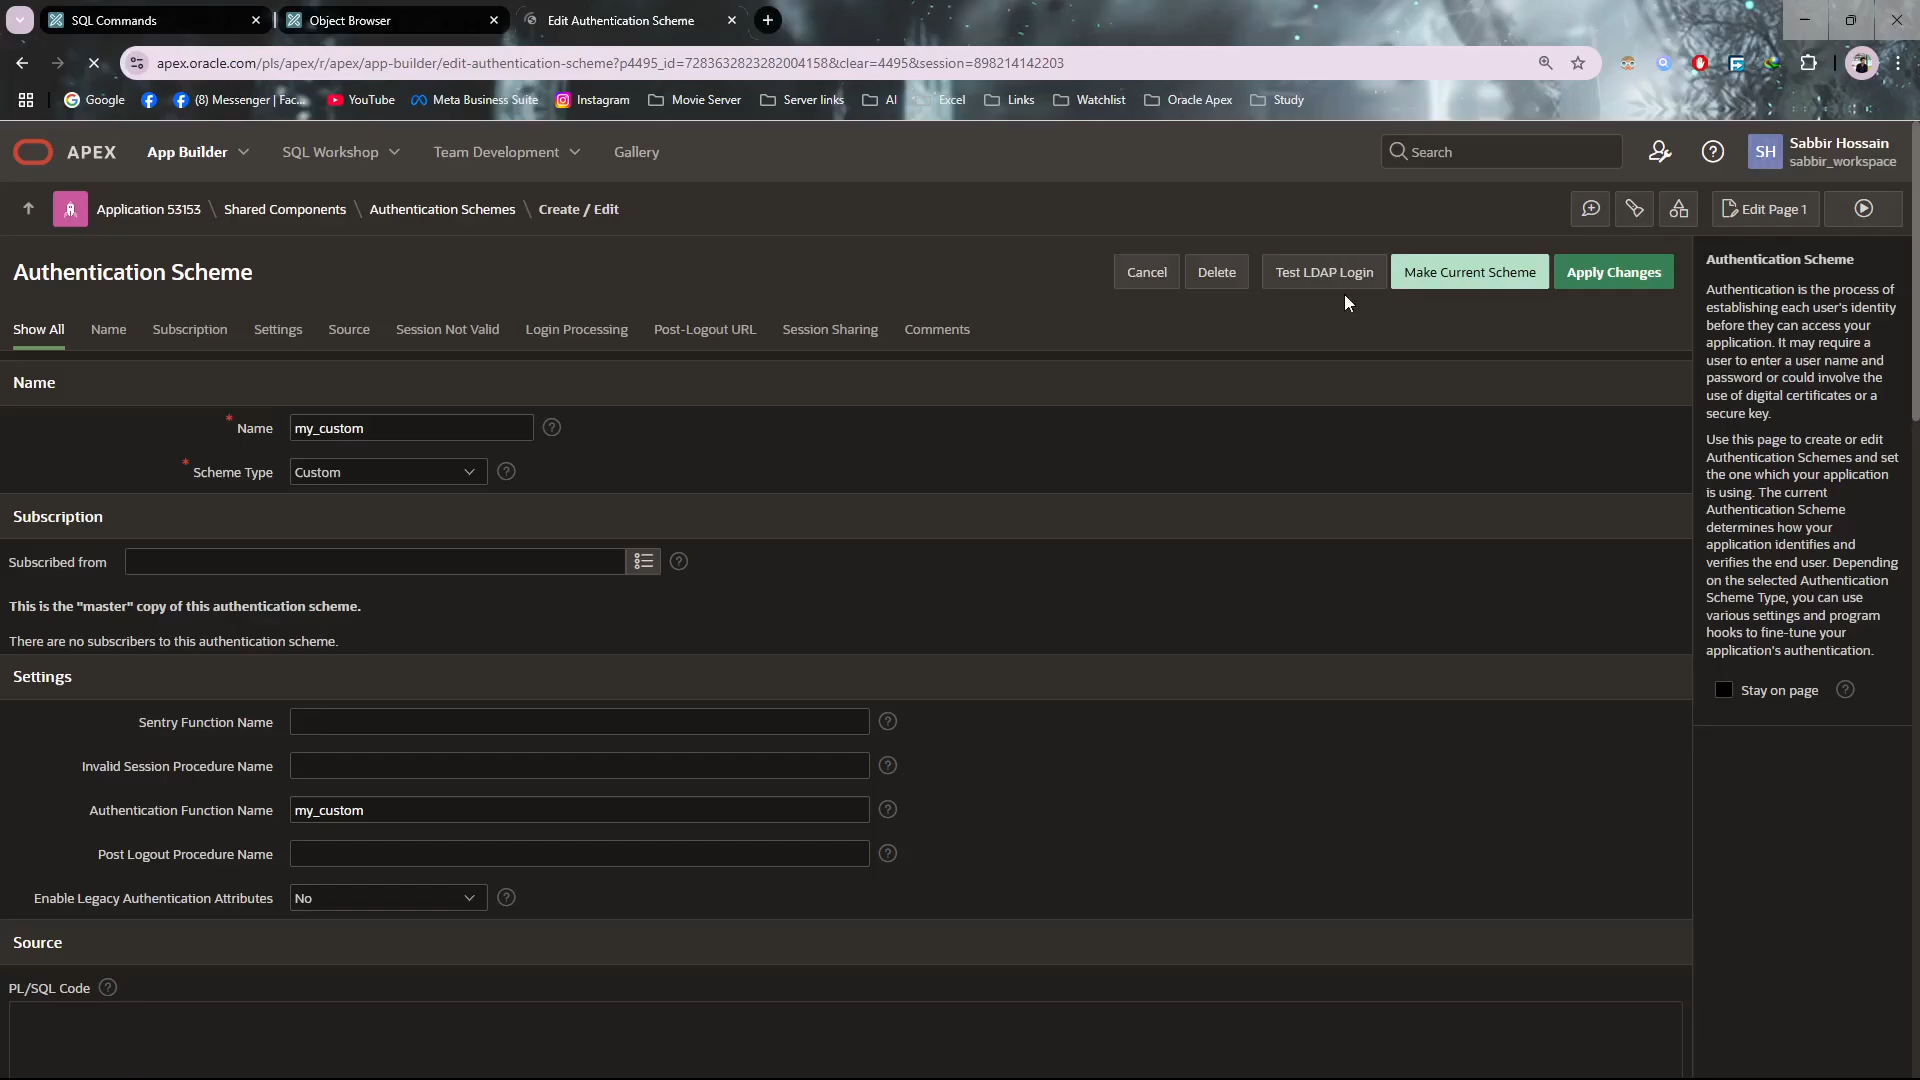 SQL Commands
Object Browser
Edit Authentication Scheme
apex.oracle.com/pls/apex/r/apex/app-builder/edit-authentication-scheme?p4495_id=7283632823282004158&clear=4495&session=898214142203
Google
(8) Messenger | Fac...
YouTube
Meta Business Suite
Instagram
Movie Server
Server links
AI
Excel
Links
Watchlist
Oracle Apex
Study
APEX
App Builder
SQL Workshop
Team Development
Gallery
Search
SH
Sabbir Hossain
sabbir_workspace
Application 53153 \ Shared Components \ Authentication Schemes \ Create / Edit
Edit Page 1
Authentication Scheme
Cancel
Delete
Test LDAP Login
Make Current Scheme
Apply Changes
Show All
Name
Subscription
Settings
Source
Session Not Valid
Login Processing
Post-Logout URL
Session Sharing
Comments
Name
* Name my_custom
* Scheme Type Custom
Subscription
Subscribed from
This is the "master" copy of this authentication scheme.
There are no subscribers to this authentication scheme.
Settings
Sentry Function Name
Invalid Session Procedure Name
Authentication Function Name my_custom
Post Logout Procedure Name
Enable Legacy Authentication Attributes No
Source
PL/SQL Code
Authentication Scheme
Authentication is the process of
establishing each user's identity
before they can access your
application. It may require a
user to enter a user name and
password or could involve the
use of digital certificates or a
secure key.
Use this page to create or edit
Authentication Schemes and set
the one which your application
is using. The current
Authentication Scheme
determines how your
application identifies and
verifies the end user. Depending
on the selected Authentication
Scheme Type, you can use
various settings and program
hooks to fine-tune your
application's authentication.
Stay on page